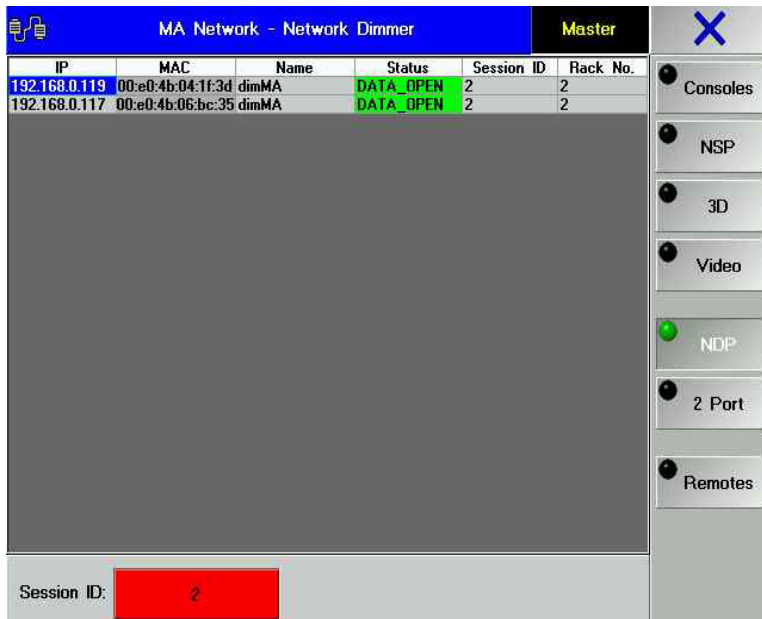 MA Network - Network Dimmer Master
IP MAC Name Status Session ID Rack No.
192.168.0.119 00:e0:4b:04:1f:3d dimMA DATA_OPEN 2 2
192.168.0.117 00:e0:4b:06:bc:35 dimMA DATA_OPEN 2 2
Consoles
NSP
3D
Video
NDP
2 Port
Remotes
Session ID: 2